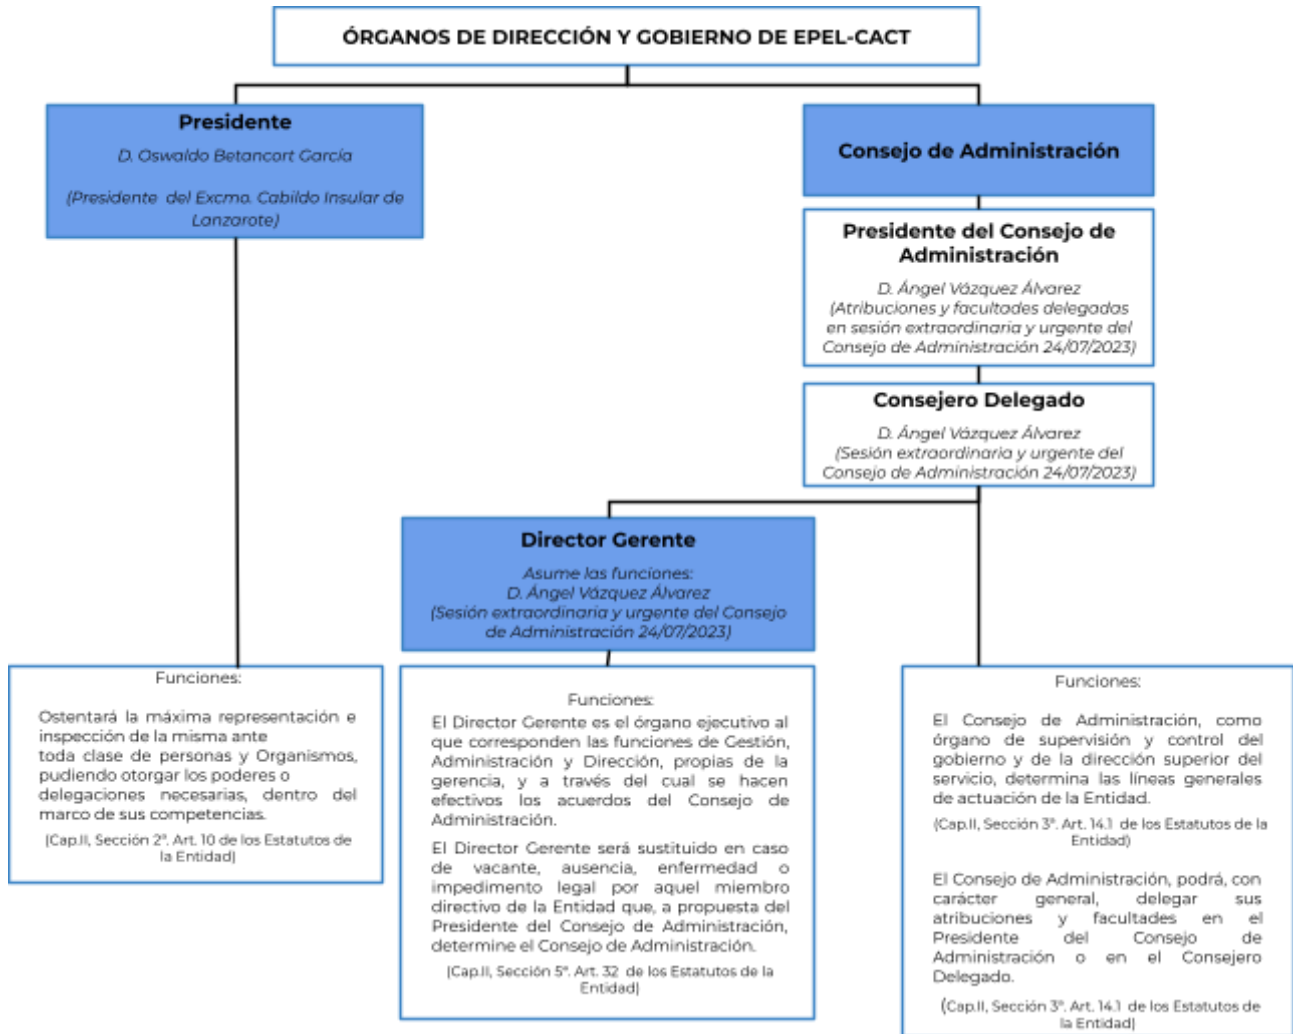 ÓRGANOS DE DIRECCIÓN Y GOBIERNO DE EPEL-CACT
Presidente
D. Oswaldo Betancort García
(Presidente del Excmo. Cabildo Insular de
Lanzarote)
Consejo de Administración
Presidente del Consejo de
Administración
D. Ángel Vázquez Álvarez
(Atribuciones y facultades delegadas
en sesión extraordinaria y urgente del
Consejo de Administración 24/07/2023)
Consejero Delegado
D. Ángel Vázquez Álvarez
(Sesión extraordinaria y urgente del
Consejo de Administración 24/07/2023)
Director Gerente
Asume las funciones:
D. Ángel Vázquez Álvarez
(Sesión extraordinaria y urgente del Consejo
de Administración 24/07/2023)
Funciones:
Ostentará la máxima representación e
inspección de la misma ante
toda clase de personas y Organismos,
pudiendo otorgar los poderes o
delegaciones necesarias, dentro del
marco de sus competencias.
(Cap.II, Sección 2ª. Art. 10 de los Estatutos de
la Entidad)
Funciones:
El Director Gerente es el órgano ejecutivo al
que corresponden las funciones de Gestión,
Administración y Dirección, propias de la
gerencia, y a través del cual se hacen
efectivos los acuerdos del Consejo de
Administración.
El Director Gerente será sustituido en caso
de vacante, ausencia, enfermedad o
impedimento legal por aquel miembro
directivo de la Entidad que, a propuesta del
Presidente del Consejo de Administración,
determine el Consejo de Administración.
(Cap.II, Sección 5ª. Art. 32 de los Estatutos de la
Entidad)
Funciones:
El Consejo de Administración, como
órgano de supervisión y control del
gobierno y de la dirección superior del
servicio, determina las líneas generales
de actuación de la Entidad.
(Cap.II, Sección 3ª. Art. 14.1 de los Estatutos de la
Entidad)
El Consejo de Administración, podrá, con
carácter general, delegar sus
atribuciones y facultades en el
Presidente del Consejo de
Administración o en el Consejero
Delegado.
(Cap.II, Sección 3ª. Art. 14.1 de los Estatutos de
la Entidad)